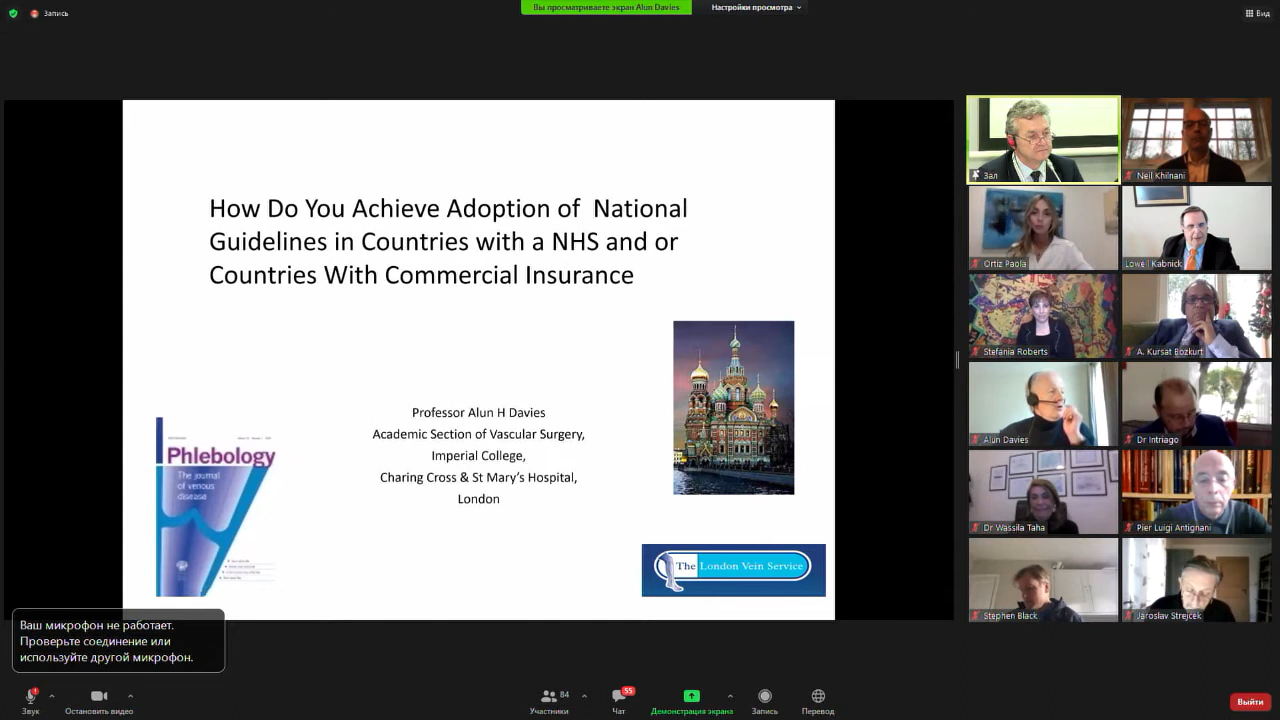 Запись
Вы просматриваете экран Alun Davies
Настройки просмотра
Вид
How Do You Achieve Adoption of National
Guidelines in Countries with a NHS and or
Countries With Commercial Insurance
Professor Alun H Davies
Academic Section of Vascular Surgery,
Imperial College,
Charing Cross & St Mary's Hospital,
London
Phlebology
The journal
of venous
disease
The London Vein Service
Зал
Neil Khilnani
Ortiz Paola
Lowell Kabnick
Stefania Roberts
A. Kursat Bozkurt
Alun Davies
Dr Intriago
Dr Wassila Taha
Pier Luigi Antignani
Stephen Black
Jaroslav Strejcek
Ваш микрофон не работает.
Проверьте соединение или
используйте другой микрофон.
Звук
Остановить видео
84
Участники
55
Чат
Демонстрация экрана
Запись
Перевод
Выйти